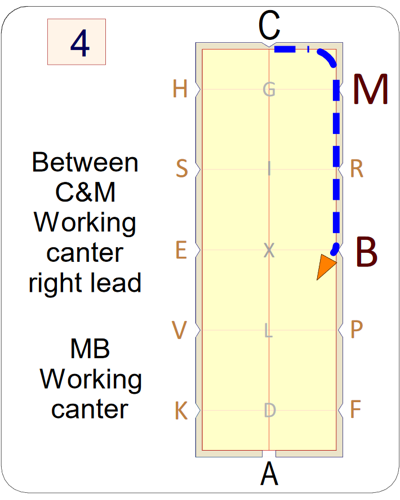 4
C
H G M
Between
C&M
Working
canter
right lead
S I R
E X B
V L P
MB
Working
canter
K D F
A